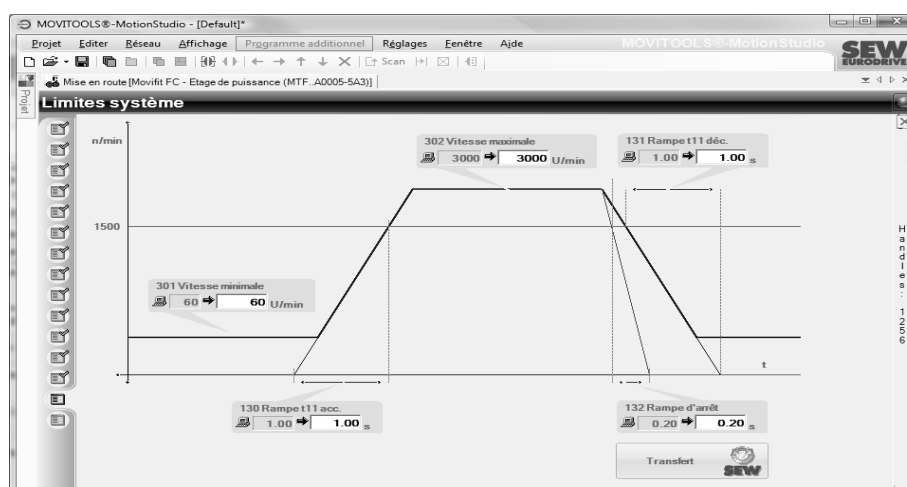 MOVITOOLS®-MotionStudio - [Default]*
Projet Editer Réseau Affichage Programme additionnel Réglages Fenêtre Aide MOVITOOLS®-MotionStudio
SEW
EURODRIVE
Scan
Mise en route [Movifit FC - Etage de puissance (MTF..A0005-5A3)]
Projet
Limites système
n/min
302 Vitesse maximale
3000 3000 U/min
131 Rampe t11 déc.
1.00 1.00 s
1500
301 Vitesse minimale
60 60 U/min
t
130 Rampe t11 acc.
1.00 1.00 s
132 Rampe d'arrêt
0.20 0.20 s
Transfert
SEW
Handles: 1256